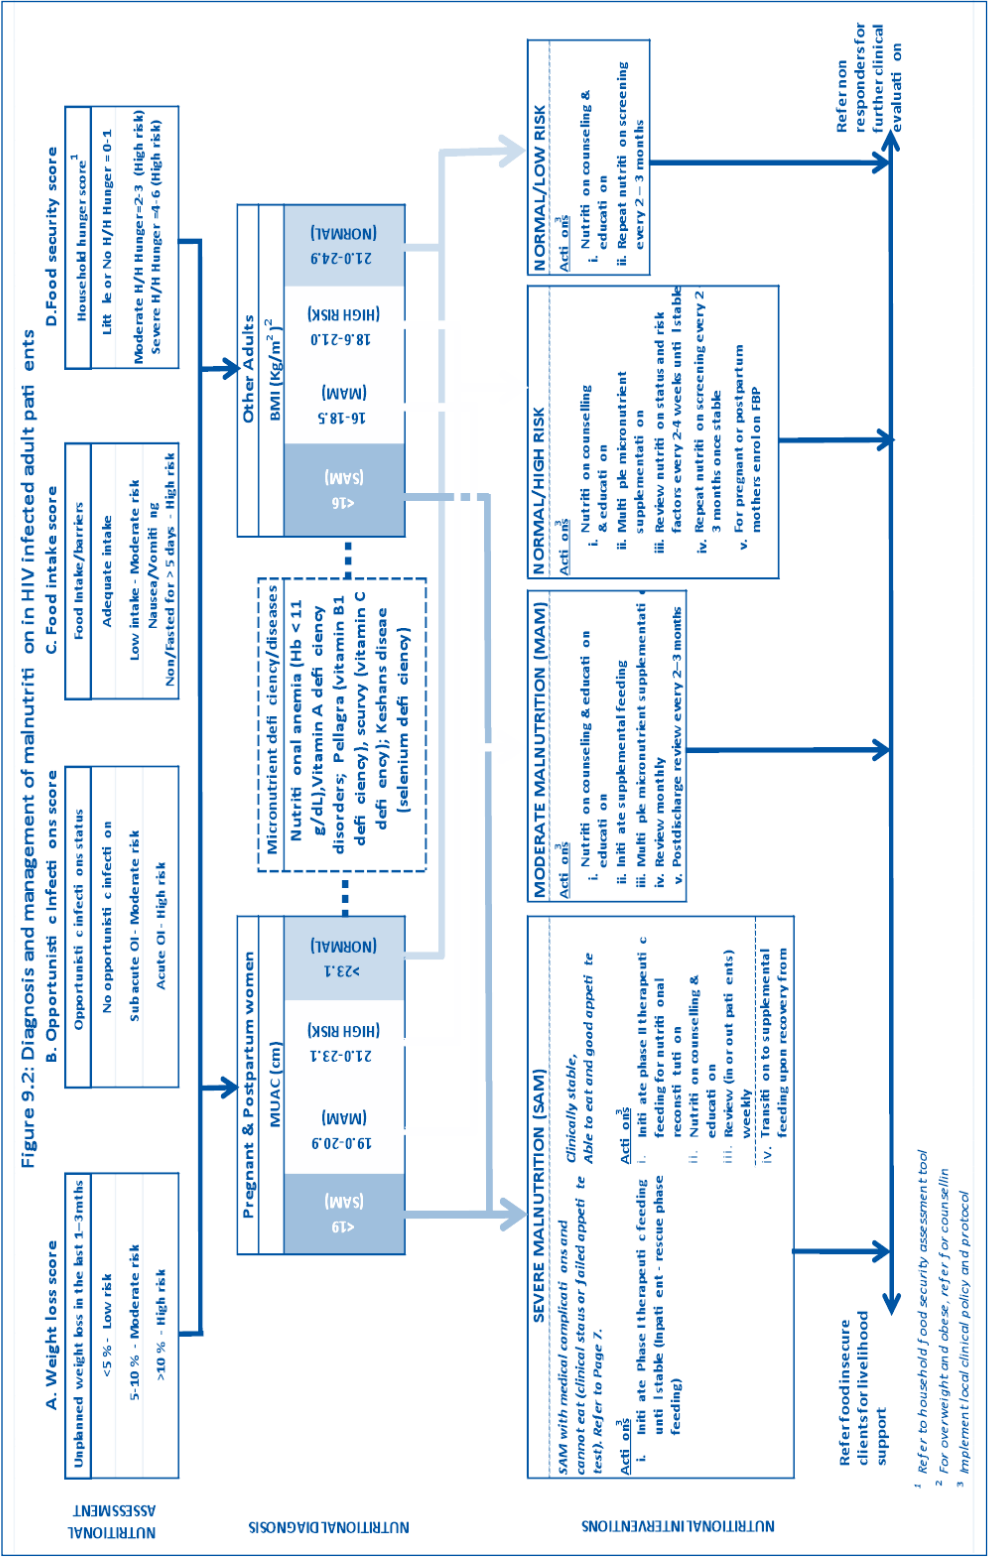 Figure 9.2: Diagnosis and management of malnutriti on in HIV infected adult pati ents
NUTRITIONAL
ASSESSMENT
A. Weight loss score
Unplanned weight loss in the last 1–3mths
<5 % - Low risk
5-10 % - Moderate risk
>10 % - High risk
B. Opportunisti c Infecti ons score
Opportunisti c infecti ons status
No opportunisti c infecti on
Sub acute OI - Moderate risk
Acute OI - High risk
C. Food intake score
Food Intake/barriers
Adequate intake
Low intake - Moderate risk
Nausea/Vomiti ng
Non/Fasted for > 5 days - High risk
D.Food security score
Household hunger score1
Litt le or No H/H Hunger = 0-1
Moderate H/H Hunger=2-3 (High risk)
Severe H/H Hunger =4-6 (High risk)
NUTRITIONAL DIAGNOSIS
Pregnant & Postpartum women
MUAC (cm)
<19
(SAM)
19.0-20.9
(MAM)
21.0-23.1
(HIGH RISK)
>23.1
(NORMAL)
Micronutrient defi ciency/diseases
Nutriti onal anemia (Hb < 11
g/dL),Vitamin A defi ciency
disorders; Pellagra (vitamin B1
defi ciency), scurvy (vitamin C
defi ency); Keshans diseae
(selenium defi ciency)
Other Adults
BMI (Kg/m2 )2
<16
(SAM)
16-18.5
(MAM)
18.6-21.0
(HIGH RISK)
21.0-24.9
(NORMAL)
NUTRITIONAL INTERVENTIONS
SEVERE MALNUTRITION (SAM)
SAM with medical complicati ons and
cannot eat (clinical staus or failed appeti te
test). Refer to Page 7.
Acti ons3
i. Initi ate Phase I therapeuti c feeding
unti l stable (Inpati ent - rescue phase
feeding)
Clinically stable,
Able to eat and good appeti te
Acti ons3
i. Initi ate phase II therapeuti c
feeding for nutriti onal
reconsti tuti on
ii. Nutriti on counselling &
educati on
iii. Review (in or out pati ents)
weekly
iv. Transiti on to supplemental
feeding upon recovery from
MODERATE MALNUTRITION (MAM)
Acti ons3
i. Nutriti on counseling & educati on
educati on
ii. Initi ate supplemental feeding
iii. Multi ple micronutrient supplementati
iv. Review monthly
v. Postdischarge review every 2–3 months
NORMAL/HIGH RISK
Acti ons3
i. Nutriti on counselling
& educati on
ii. Multi ple micronutrient
supplementati on
iii. Review nutriti on status and risk
factors every 2-4 weeks unti l stable
iv. Repeat nutriti on screening every 2
3 months once stable
v. For pregnant or postpartum
mothers enrol on FBP
NORMAL/LOW RISK
Acti ons3
i. Nutriti on counseling &
educati on
ii. Repeat nutriti on screening
every 2 – 3 months
Refer food insecure
clients for livelihood
support
Refer non
responders for
further clinical
evaluati on
1 Refer to household food security assessment tool
2 For overweight and obese, refer for counsellin
3 Implement local clinical policy and protocol